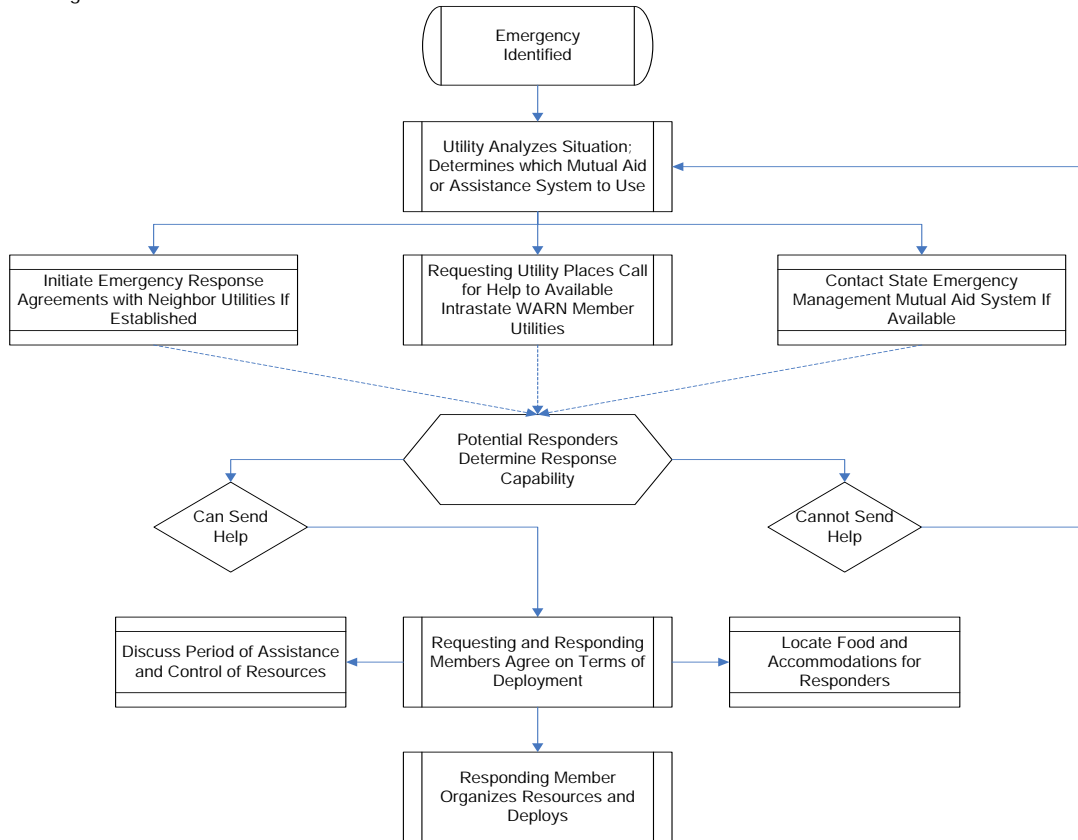 Emergency
Identified
Utility Analyzes Situation;
Determines which Mutual Aid
or Assistance System to Use
Initiate Emergency Response
Agreements with Neighbor Utilities If
Established
Requesting Utility Places Call
for Help to Available
Intrastate WARN Member
Utilities
Contact State Emergency
Management Mutual Aid System If
Available
Potential Responders
Determine Response
Capability
Can Send
Help
Cannot Send
Help
Discuss Period of Assistance
and Control of Resources
Requesting and Responding
Members Agree on Terms of
Deployment
Locate Food and
Accommodations for
Responders
Responding Member
Organizes Resources and
Deploys